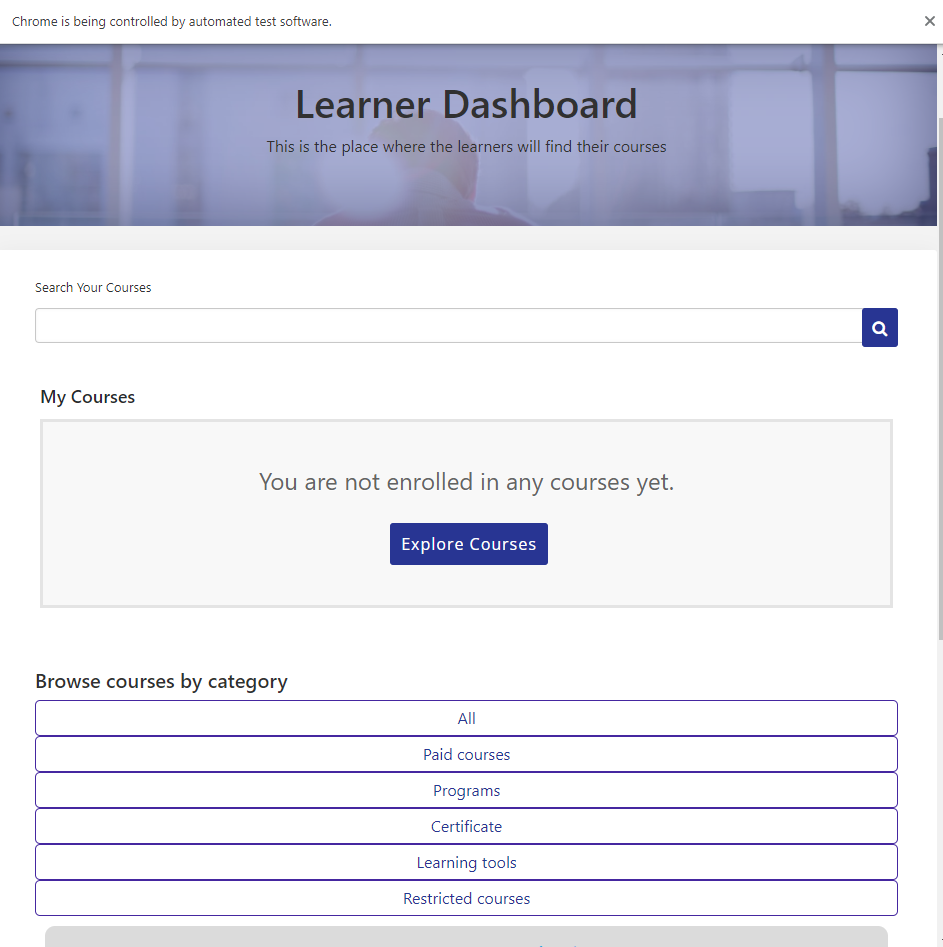 Chrome is being controlled by automated test software.
Learner Dashboard
This is the place where the learners will find their courses
Search Your Courses
My Courses
You are not enrolled in any courses yet.
Explore Courses
Browse courses by category
All
Paid courses
Programs
Certificate
Learning tools
Restricted courses